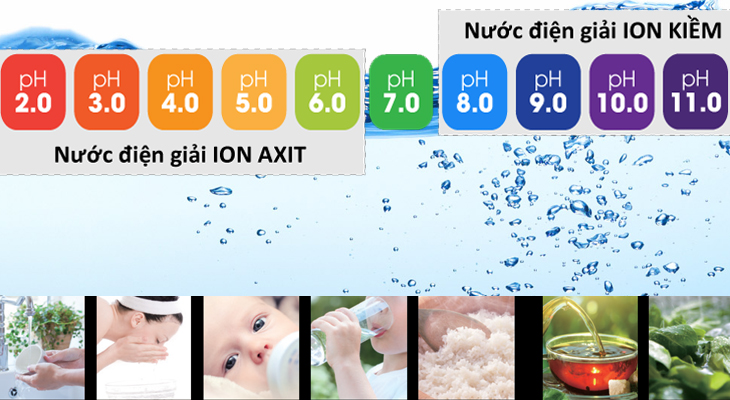 Nước điện giải ION KIỀM
pH pH pH pH pH pH pH pH pH pH
2.0 3.0 4.0 5.0 6.0 7.0 8.0 9.0 10.0 11.0
Nước điện giải ION AXIT